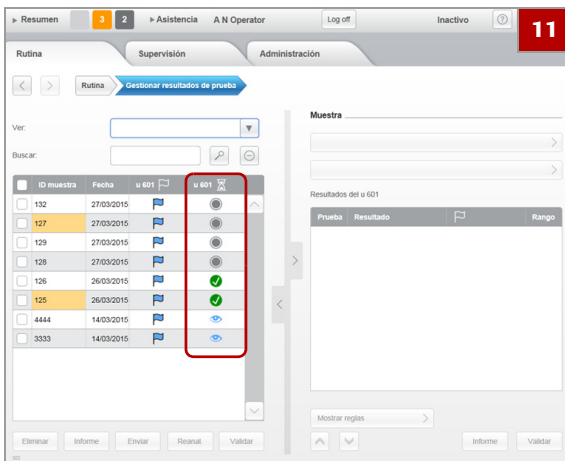 Resumen 3 2 Asistencia A N Operator Log off Inactivo
11
Rutina Supervisión Administración
Rutina Gestionar resultados de prueba
Ver:
Buscar:
ID muestra Fecha u 601 u 601
132 27/03/2015
127 27/03/2015
129 27/03/2015
128 27/03/2015
126 26/03/2015
125 26/03/2015
4444 14/03/2015
3333 14/03/2015
Eliminar Informe Enviar Reanal. Validar
Muestra
Resultados del u 601
Prueba Resultado Rango
Mostrar reglas
Informe Validar